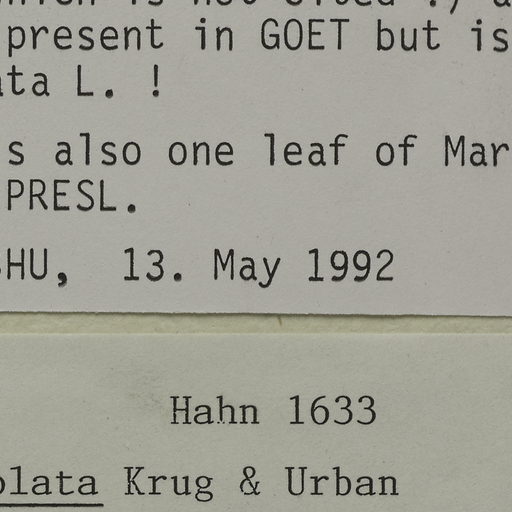 present in GOET but is
ata L. !
s also one leaf of Mar
PRESL.
HU, 13. May 1992
Hahn 1633
olata Krug & Urban